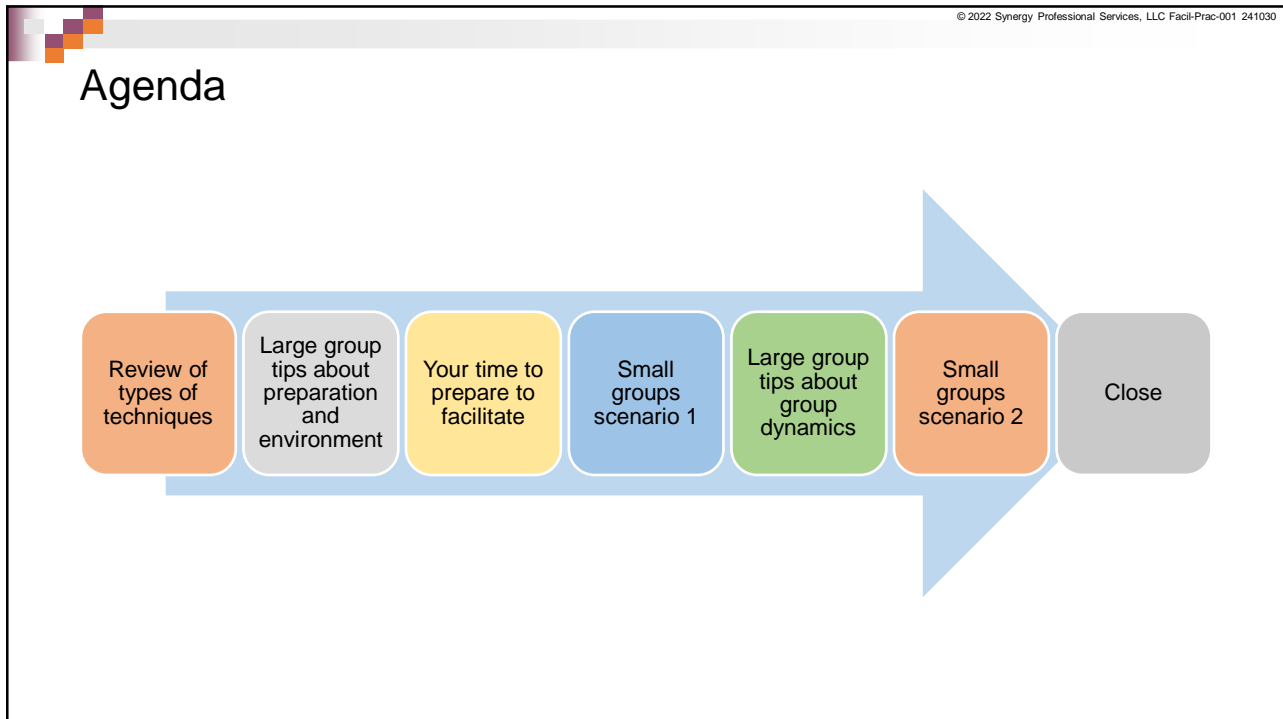 © 2022 Synergy Professional Services, LLC Facil-Prac-001 241030
Agenda
Review of
types of
techniques
Large group
tips about
preparation
and
environment
Your time to
prepare to
facilitate
Small
groups
scenario 1
Large group
tips about
group
dynamics
Small
groups
scenario 2
Close